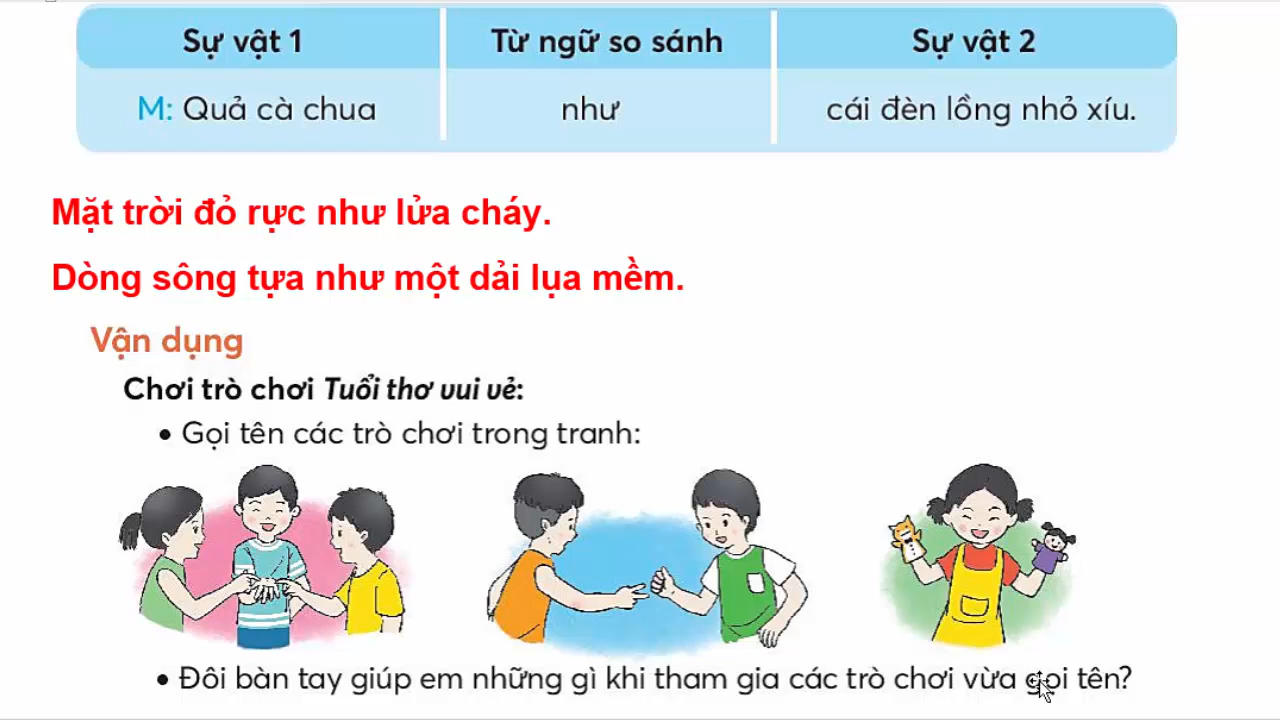 Sự vật 1 Từ ngữ so sánh Sự vật 2
M: Quả cà chua như cái đèn lồng nhỏ xíu.
Mặt trời đỏ rực như lửa cháy.
Dòng sông tựa như một dải lụa mềm.
Vận dụng
Chơi trò chơi Tuổi thơ vui vẻ:
• Gọi tên các trò chơi trong tranh:
• Đôi bàn tay giúp em những gì khi tham gia các trò chơi vừa gọi tên?